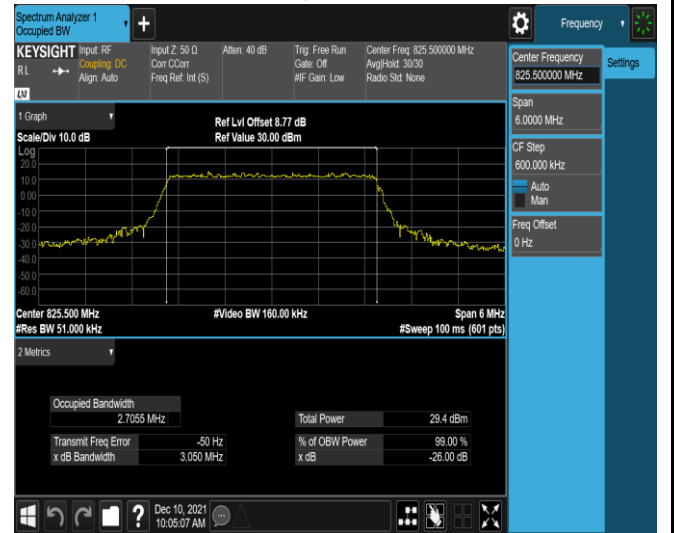 Spectrum Analyzer 1
Occupied BW
+
Frequency
KEYSIGHT Input: RF Input Z: 50 Ω Atten: 40 dB Trig: Free Run Center Freq: 825.500000 MHz
RL Coupling: DC Corr CCorr Gate: Off Avg|Hold: 30/30
Align: Auto Freq Ref: Int (S) #IF Gain: Low Radio Std: None
LXI
Center Frequency
825.500000 MHz
Settings
Span
6.0000 MHz
CF Step
600.000 kHz
Auto
Man
Freq Offset
0 Hz
1 Graph
Ref Lvl Offset 8.77 dB
Scale/Div 10.0 dB Ref Value 30.00 dBm
Log
20.0
10.0
0.00
-10.0
-20.0
-30.0
-40.0
-50.0
-60.0
Center 825.500 MHz #Video BW 160.00 kHz Span 6 MHz
#Res BW 51.000 kHz #Sweep 100 ms (601 pts)
2 Metrics
Occupied Bandwidth
2.7055 MHz Total Power 29.4 dBm
Transmit Freq Error -50 Hz % of OBW Power 99.00 %
x dB Bandwidth 3.050 MHz x dB -26.00 dB
? Dec 10, 2021
10:05:07 AM